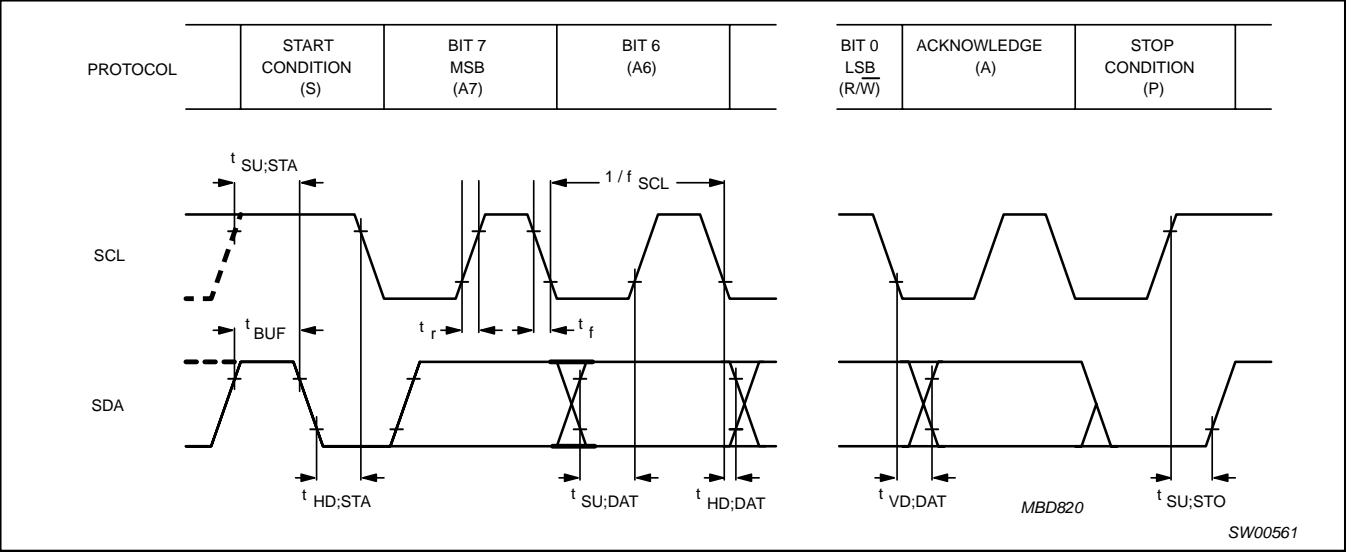 PROTOCOL
START
CONDITION
(S)
BIT 7
MSB
(A7)
BIT 6
(A6)
BIT 0
LSB
(R/W̅)
ACKNOWLEDGE
(A)
STOP
CONDITION
(P)
t SU;STA
1 / f SCL
SCL
t BUF
t r
t f
SDA
t HD;STA
t SU;DAT
t HD;DAT
t VD;DAT
t SU;STO
MBD820
SW00561